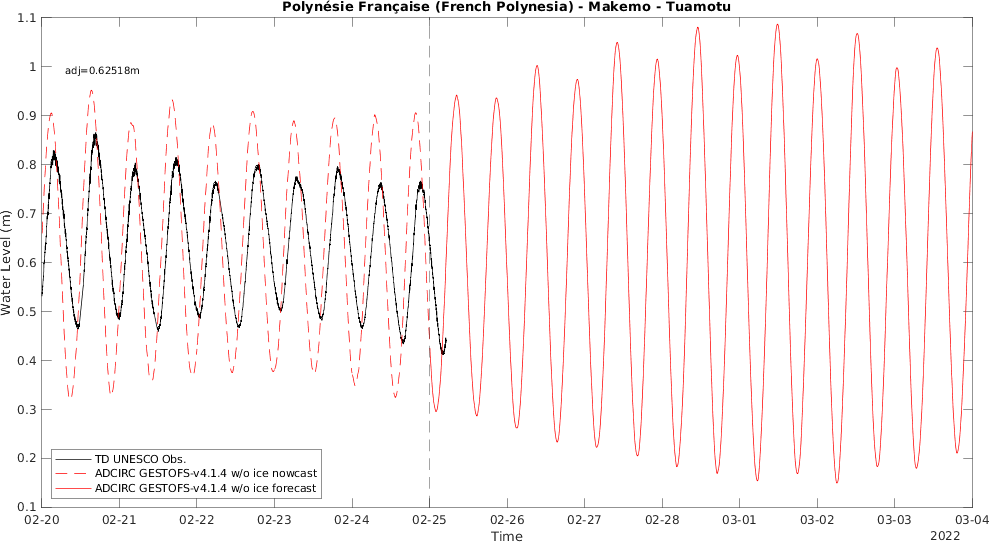 Polynésie Française (French Polynesia) - Makemo - Tuamotu
1.1
1
0.9
0.8
0.7
0.6
0.5
0.4
0.3
0.2
0.1
Water Level (m)
adj=0.62518m
TD UNESCO Obs.
ADCIRC GESTOFS-v4.1.4 w/o ice nowcast
ADCIRC GESTOFS-v4.1.4 w/o ice forecast
02-20 02-21 02-22 02-23 02-24 02-25 02-26 02-27 02-28 03-01 03-02 03-03 03-04
Time
2022